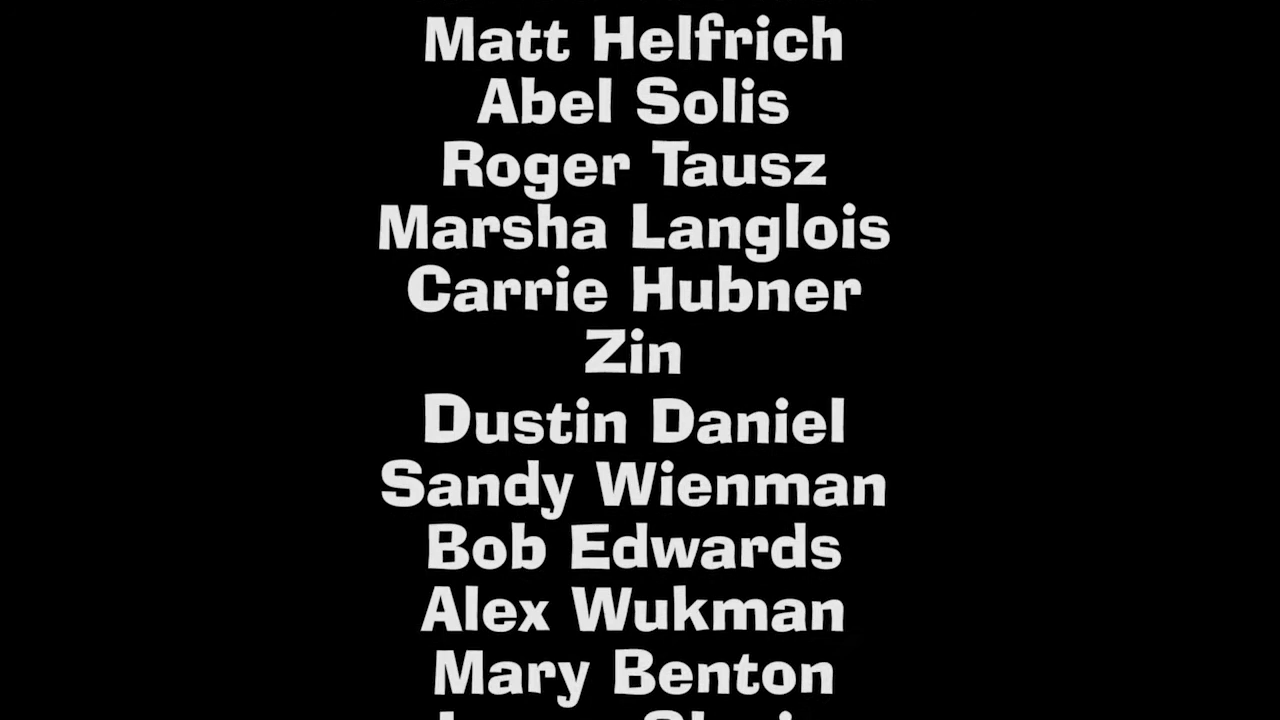 Matt Helfrich
Abel Solis
Roger Tausz
Marsha Langlois
Carrie Hubner
Zin
Dustin Daniel
Sandy Wienman
Bob Edwards
Alex Wukman
Mary Benton